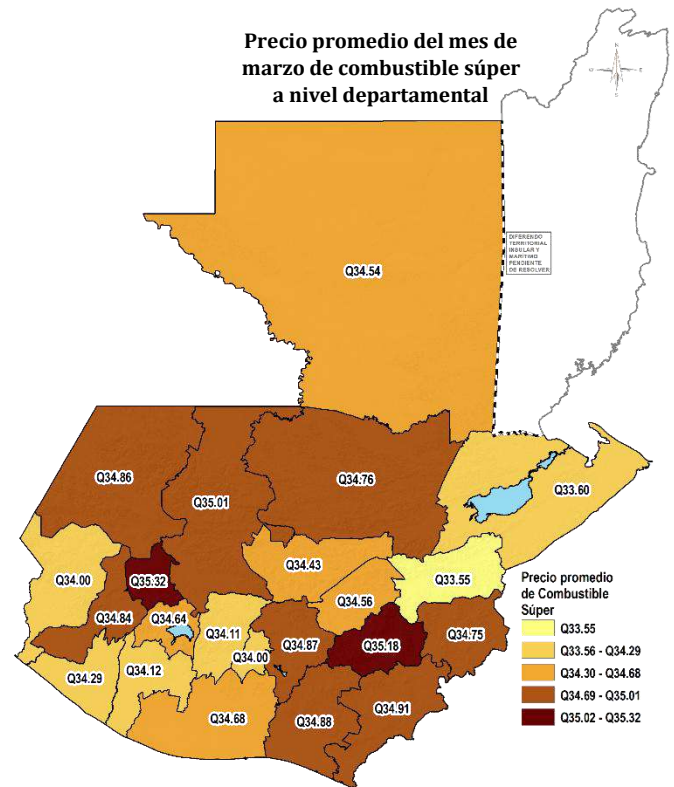 Precio promedio del mes de
marzo de combustible súper
a nivel departamental
N
O
E
S
DIFERENDO
TERRITORIAL
INSULAR Y
MARÍTIMO
PENDIENTE
DE RESOLVER
Q34.54
Q34.86
Q35.01
Q34.76
Q33.60
Q34.00
Q35.32
Q34.43
Q33.55
Q34.84
Q34.64
Q34.56
Q34.11
Q34.00
Q34.87
Q35.18
Q34.75
Q34.29
Q34.12
Q34.68
Q34.88
Q34.91
Precio promedio
de Combustible
Súper
Q33.55
Q33.56 - Q34.29
Q34.30 - Q34.68
Q34.69 - Q35.01
Q35.02 - Q35.32